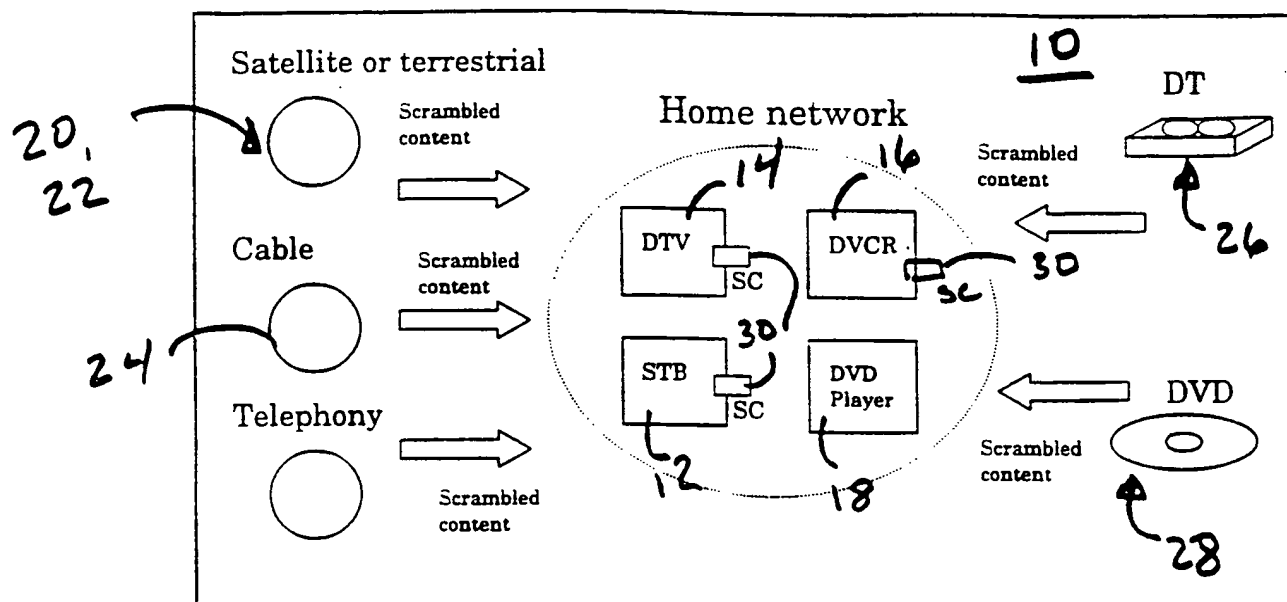 10
Satellite or terrestrial
20,
22
Scrambled
content
Cable
24
Scrambled
content
Telephony
Scrambled
content
Home network
14
DTV
SC
16
DVCR
SC
30
30
STB
SC
12
DVD
Player
18
DT
Scrambled
content
26
DVD
Scrambled
content
28